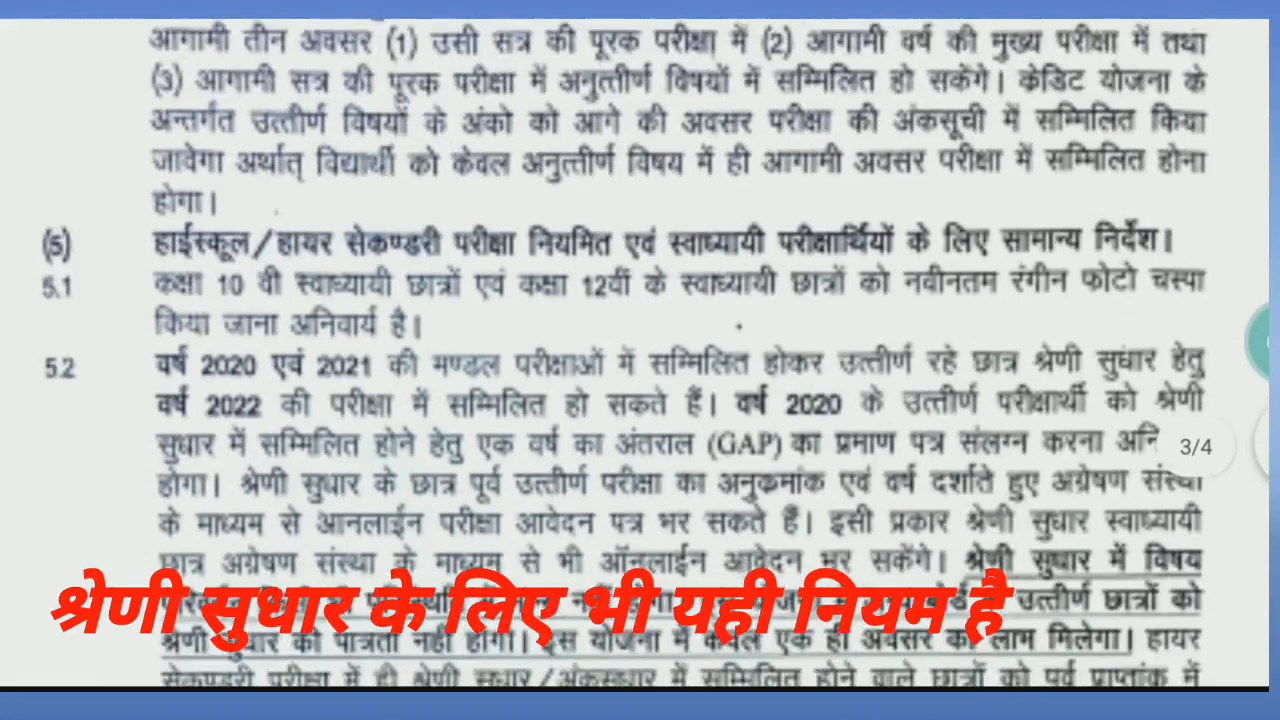 आगामी तीन अवसर (1) उसी सत्र की पूरक परीक्षा में (2) आगामी वर्ष की मुख्य परीक्षा में तथा
(3) आगामी सत्र की पूरक परीक्षा में अनुत्तीर्ण विषयों में सम्मिलित हो सकेंगे। केडिट योजना के
अन्तर्गत उत्तीर्ण विषयों के अंको को आगे की अवसर परीक्षा की अंकसूची में सम्मिलित किया
जावेगा अर्थात् विद्यार्थी को केवल अनुत्तीर्ण विषय में ही आगामी अवसर परीक्षा में सम्मिलित होना
होगा।
(5) हाईस्कूल/हायर सेकण्डरी परीक्षा नियमित एवं स्वाध्यायी परीक्षार्थियों के लिए सामान्य निर्देश।
5.1 कक्षा 10 वी स्वाध्यायी छात्रों एवं कक्षा 12वीं के स्वाध्यायी छात्रों को नवीनतम रंगीन फोटो चस्पा
किया जाना अनिवार्य है।
5.2 वर्ष 2020 एवं 2021 की मण्डल परीक्षाओं में सम्मिलित होकर उत्तीर्ण रहे छात्र श्रेणी सुधार हेतु
वर्ष 2022 की परीक्षा में सम्मिलित हो सकते हैं। वर्ष 2020 के उत्तीर्ण परीक्षार्थी को श्रेणी
सुधार में सम्मिलित होने हेतु एक वर्ष का अंतराल (GAP) का प्रमाण पत्र संलग्न करना
3/4
होगा। श्रेणी सुधार के छात्र पूर्व उत्तीर्ण परीक्षा का अनुक्रमांक एवं वर्ष दर्शाते हुए अग्रेषण संस्था
के माध्यम से आनलाईन परीक्षा आवेदन पत्र भर सकते हैं। इसी प्रकार श्रेणी सुधार स्वाध्यायी
छात्र अग्रेषण संस्था के माध्यम से भी ऑनलाईन आवेदन भर सकेंगे। श्रेणी सुधार में विषय
उत्तीर्ण छात्रों को
श्रेणी सुधार के लिए भी यही नियम है
श्रेणी सुधार की पात्रता नहीं होगी। इस योजना में केवल एक ही अवसर का लाभ मिलेगा। हायर
सेकण्डरी परीक्षा में ही श्रेणी सुधार/अंकसुधार में सम्मिलित होने वाले छात्रों को पूर्व प्राप्तांक में